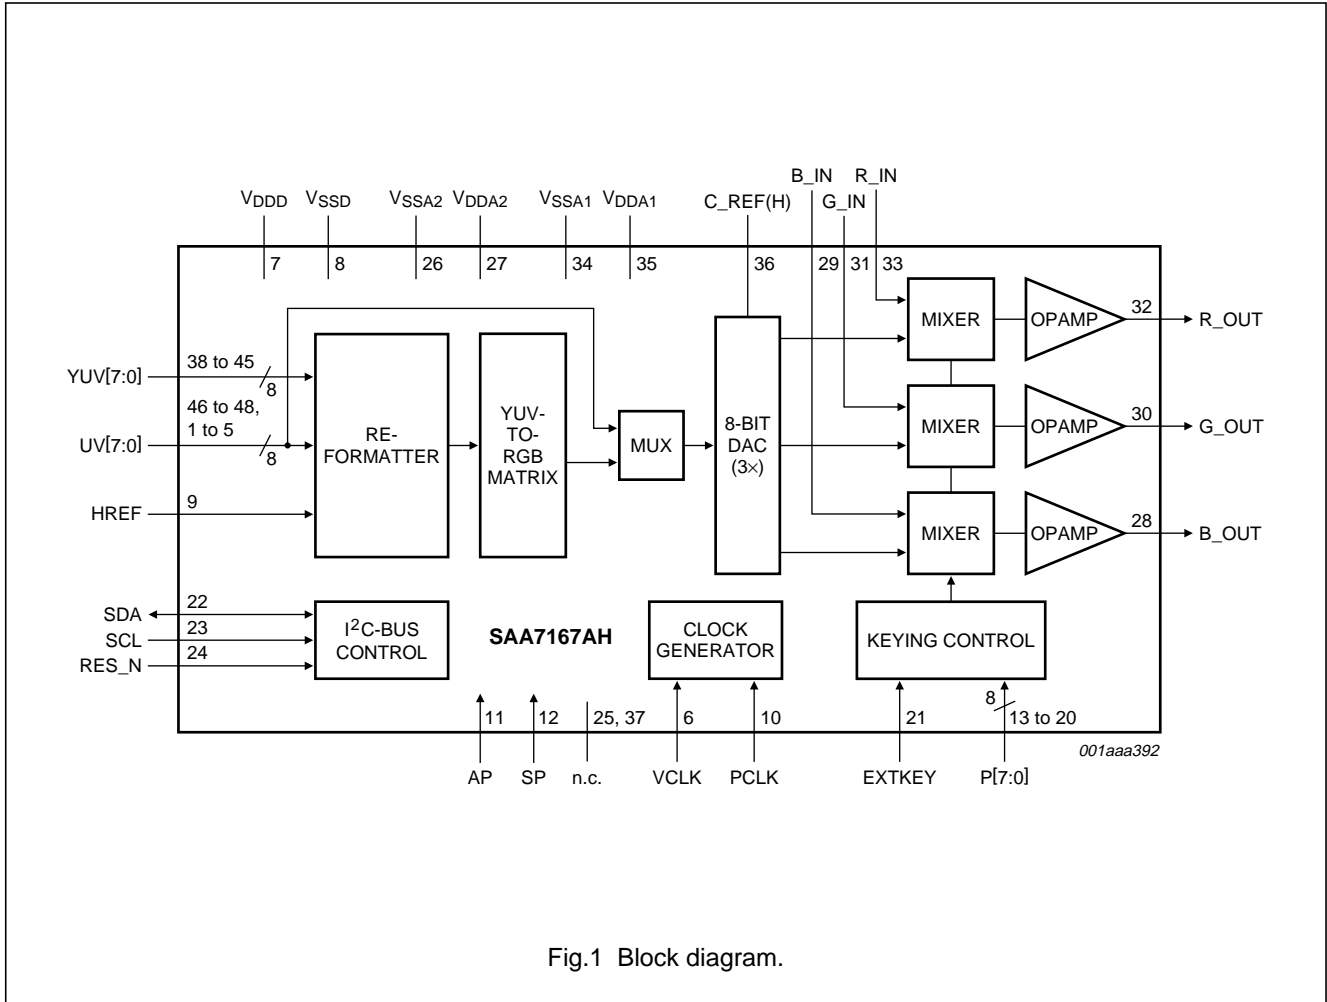 B_IN R_IN
VDDD VSSD VSSA2 VDDA2 VSSA1 VDDA1 C_REF(H) G_IN
7 8 26 27 34 35 36 29 31 33
MIXER OPAMP 32 R_OUT
YUV[7:0] 38 to 45 8
UV[7:0] 46 to 48,
1 to 5 8
RE-
FORMATTER
YUV-
TO-
RGB
MATRIX
MUX
8-BIT
DAC
(3×)
MIXER OPAMP 30 G_OUT
HREF 9
MIXER OPAMP 28 B_OUT
SDA 22
SCL 23
RES_N 24
I²C-BUS
CONTROL
SAA7167AH
CLOCK
GENERATOR
KEYING CONTROL
8
11 12 25, 37 6 10 21 13 to 20
001aaa392
AP SP n.c. VCLK PCLK EXTKEY P[7:0]
Fig.1 Block diagram.